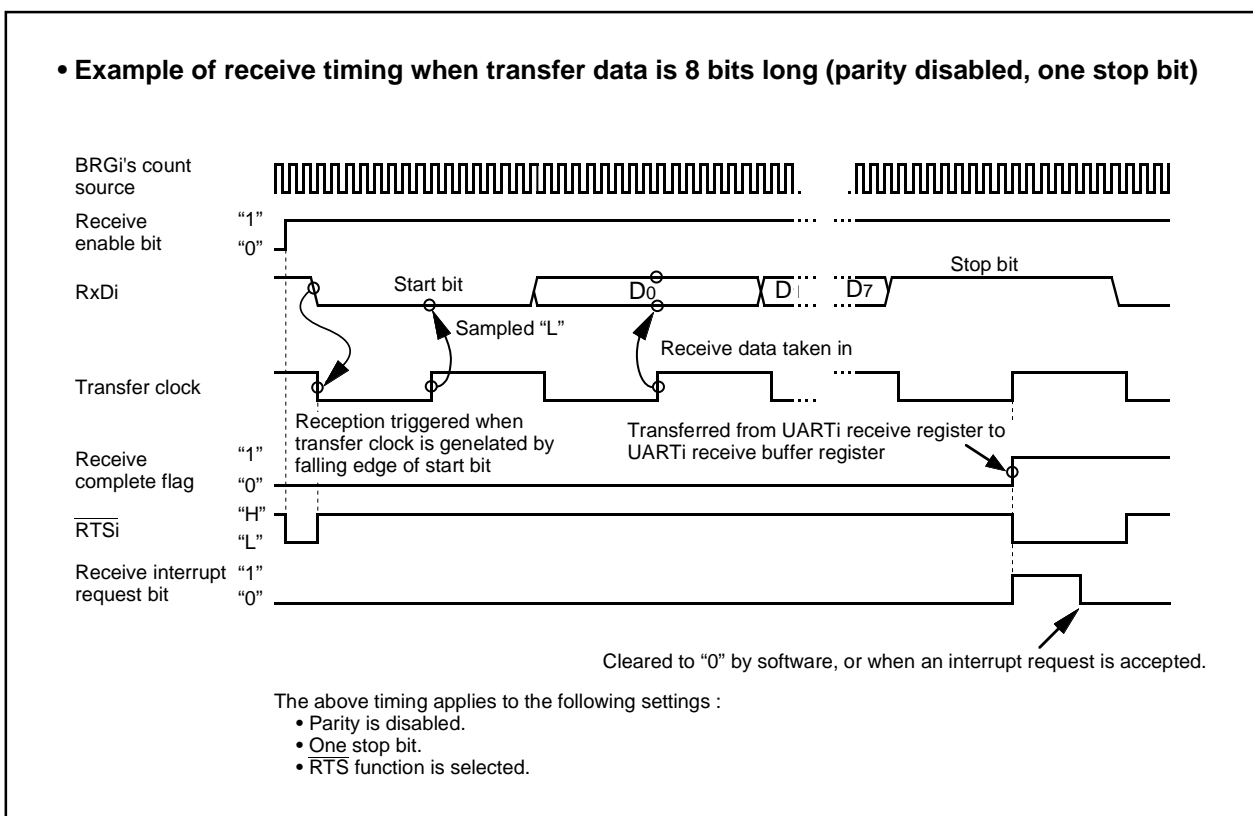 • Example of receive timing when transfer data is 8 bits long (parity disabled, one stop bit)
BRGi's count
source
Receive
enable bit
“1”
“0”
RxDi
Start bit
D0
D
D7
Stop bit
Sampled “L”
Receive data taken in
Transfer clock
Reception triggered when
transfer clock is genelated by
falling edge of start bit
Transferred from UARTi receive register to
UARTi receive buffer register
Receive
complete flag
“1”
“0”
RTSi
“H”
“L”
Receive interrupt
request bit
“1”
“0”
Cleared to “0” by software, or when an interrupt request is accepted.
The above timing applies to the following settings :
• Parity is disabled.
• One stop bit.
• RTS function is selected.